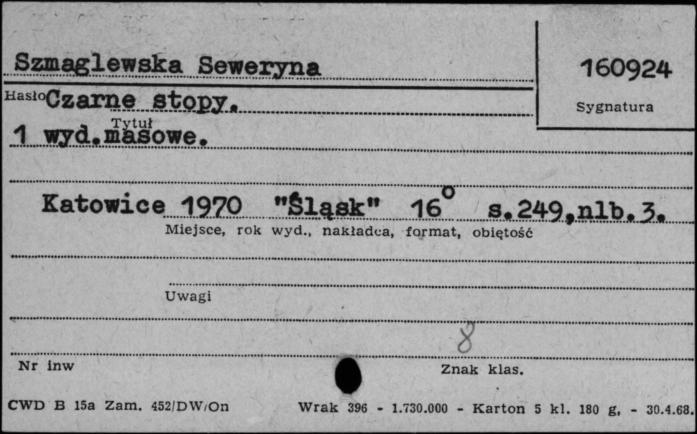 Szmaglewska Seweryna
160924
Hasło Czarne stopy.
Sygnatura
Tytuł
1 wyd.masowe.
Katowice 1970 "Śląsk" 16° s.249,nlb.3.
Miejsce, rok wyd., nakładca, format, objętość
Uwagi
8
Nr inw
Znak klas.
CWD B 15a Zam. 452/DW/On Wrak 396 - 1.730.000 - Karton 5 kl. 180 g. - 30.4.68.